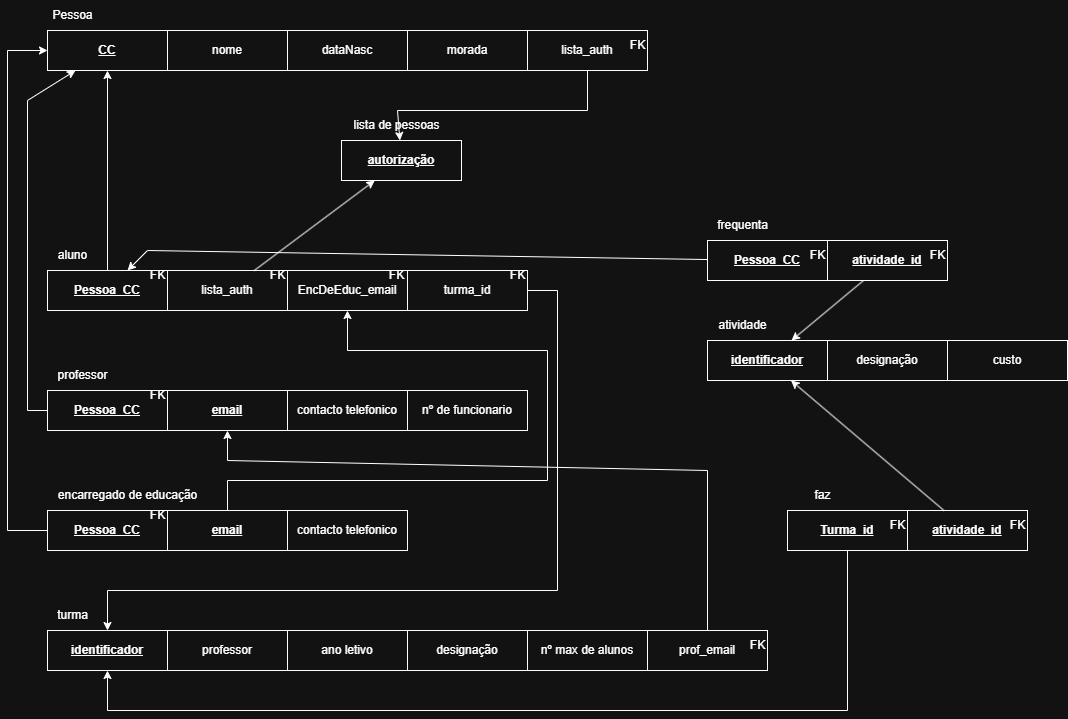 Pessoa
CC nome dataNasc morada lista_auth FK
lista de pessoas
autorização
frequenta
Pessoa_CC FK atividade_id FK
aluno
Pessoa_CC FK lista_auth FK EncDeEduc_email FK turma_id FK
atividade
identificador designação custo
professor
Pessoa_CC FK email contacto telefonico nº de funcionario
encarregado de educação
Pessoa_CC FK email contacto telefonico
faz
Turma_id FK atividade_id FK
turma
identificador professor ano letivo designação nº max de alunos prof_email FK